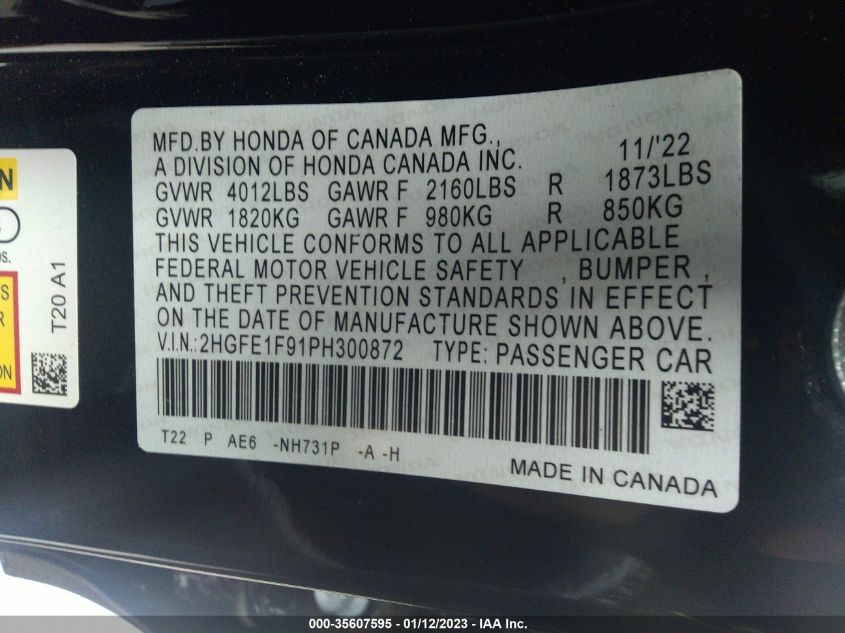 MFD.BY HONDA OF CANADA MFG.,
A DIVISION OF HONDA CANADA INC. 11/'22
GVWR 4012LBS GAWR F 2160LBS R 1873LBS
GVWR 1820KG GAWR F 980KG R 850KG
THIS VEHICLE CONFORMS TO ALL APPLICABLE
FEDERAL MOTOR VEHICLE SAFETY , BUMPER ,
AND THEFT PREVENTION STANDARDS IN EFFECT
ON THE DATE OF MANUFACTURE SHOWN ABOVE.
V.I.N.:2HGFE1F91PH300872 TYPE: PASSENGER CAR
T22 P AE6 -NH731P -A -H
MADE IN CANADA
T20 A1
000-35607595 - 01/12/2023 - IAA Inc.